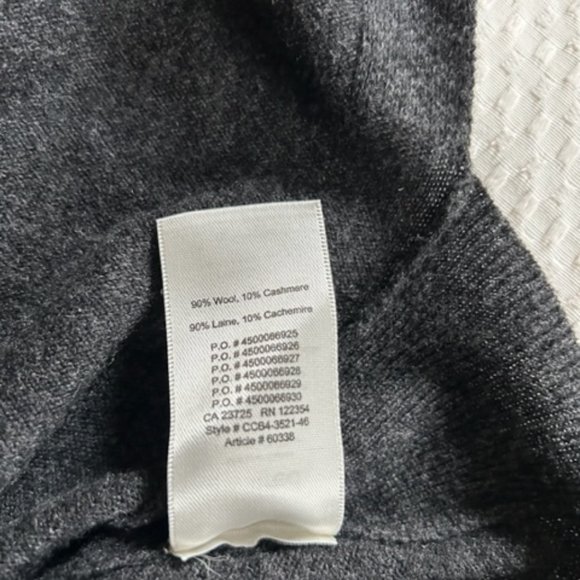 90% Wool, 10% Cashmere
90% Laine, 10% Cachemire
P.O. # 4500066925
P.O. # 4500066926
P.O. # 4500066927
P.O. # 4500066928
P.O. # 4500066929
P.O. # 4500066930
CA 23725 RN 122354
Style # CC64-3521-46
Article # 60338